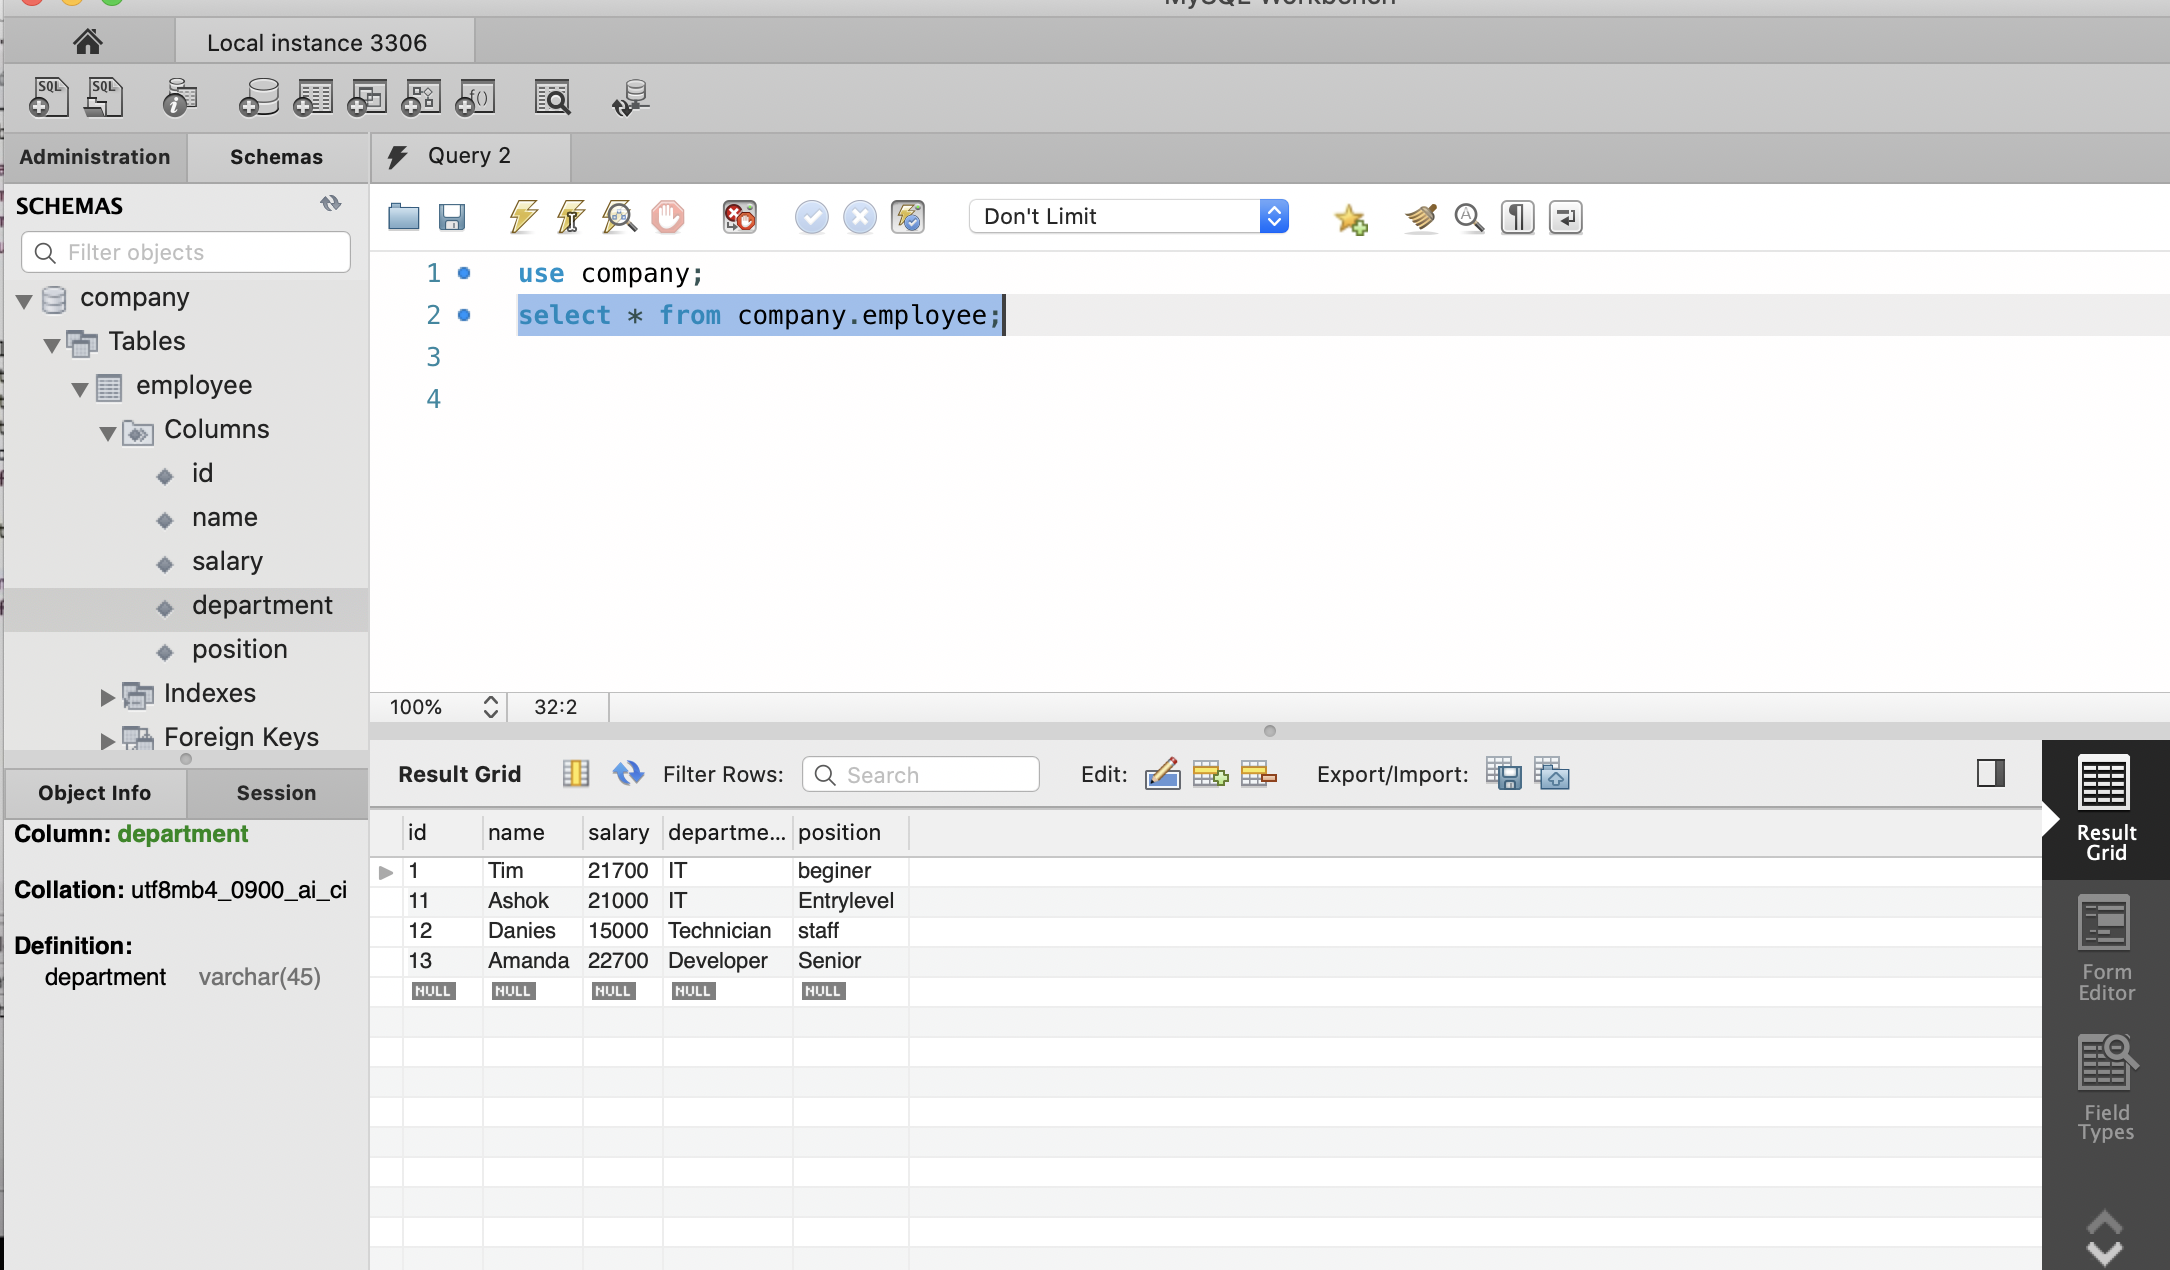 MySQL Workbench
Local instance 3306
SQL SQL i f()
Administration Schemas Query 2
SCHEMAS
Don't Limit
Filter objects
1 use company;
2 select * from company.employee;
3
4
company
Tables
employee
Columns
id
name
salary
department
position
Indexes
Foreign Keys
100% 32:2
Result Grid Filter Rows: Search Edit: Export/Import:
Object Info Session
Column: department
Collation: utf8mb4_0900_ai_ci
Definition:
department varchar(45)
id name salary departme... position
1 Tim 21700 IT beginer
11 Ashok 21000 IT Entrylevel
12 Danies 15000 Technician staff
13 Amanda 22700 Developer Senior
NULL NULL NULL NULL NULL
Result
Grid
Form
Editor
Field
Types